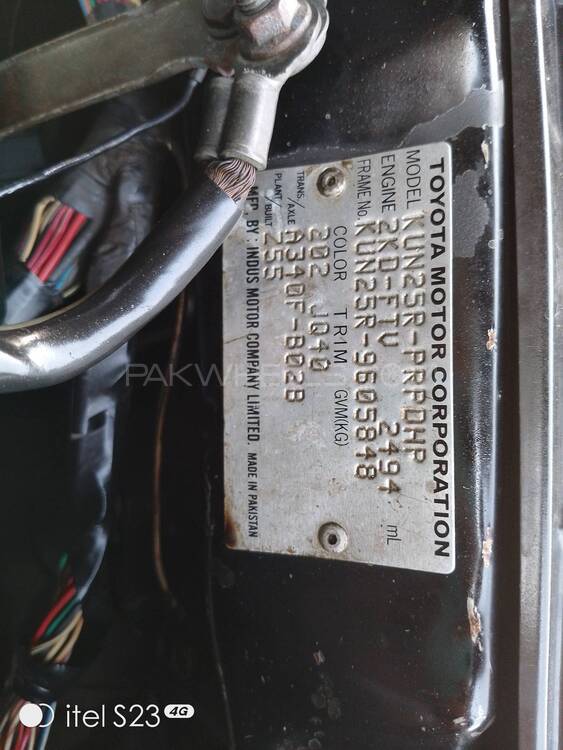 TOYOTA MOTOR CORPORATION
MODEL KUN25R-PRPDHP
ENGINE 2KD-FTV 2494 mL
FRAME No. KUN25R-9605848
COLOR TRIM GVM(KG)
202 JQ40
TRANS./AXLE A340F-B02B
PLANT/BUILT Z55
MFD. BY: INDUS MOTOR COMPANY LIMITED. MADE IN PAKISTAN
itel S23 4G